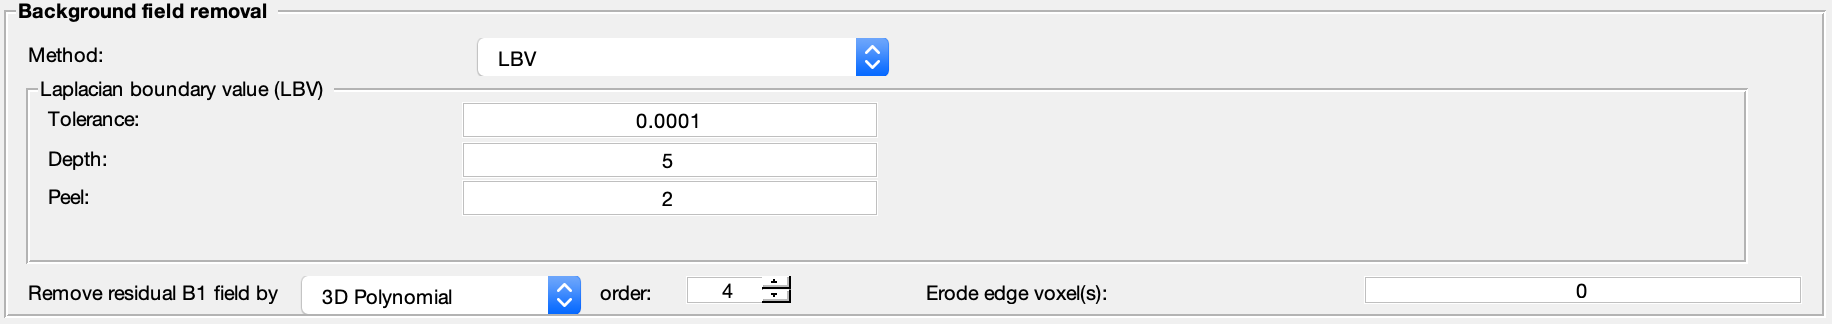 Background field removal
Method: LBV
Laplacian boundary value (LBV)
Tolerance: 0.0001
Depth: 5
Peel: 2
Remove residual B1 field by 3D Polynomial order: 4 Erode edge voxel(s): 0